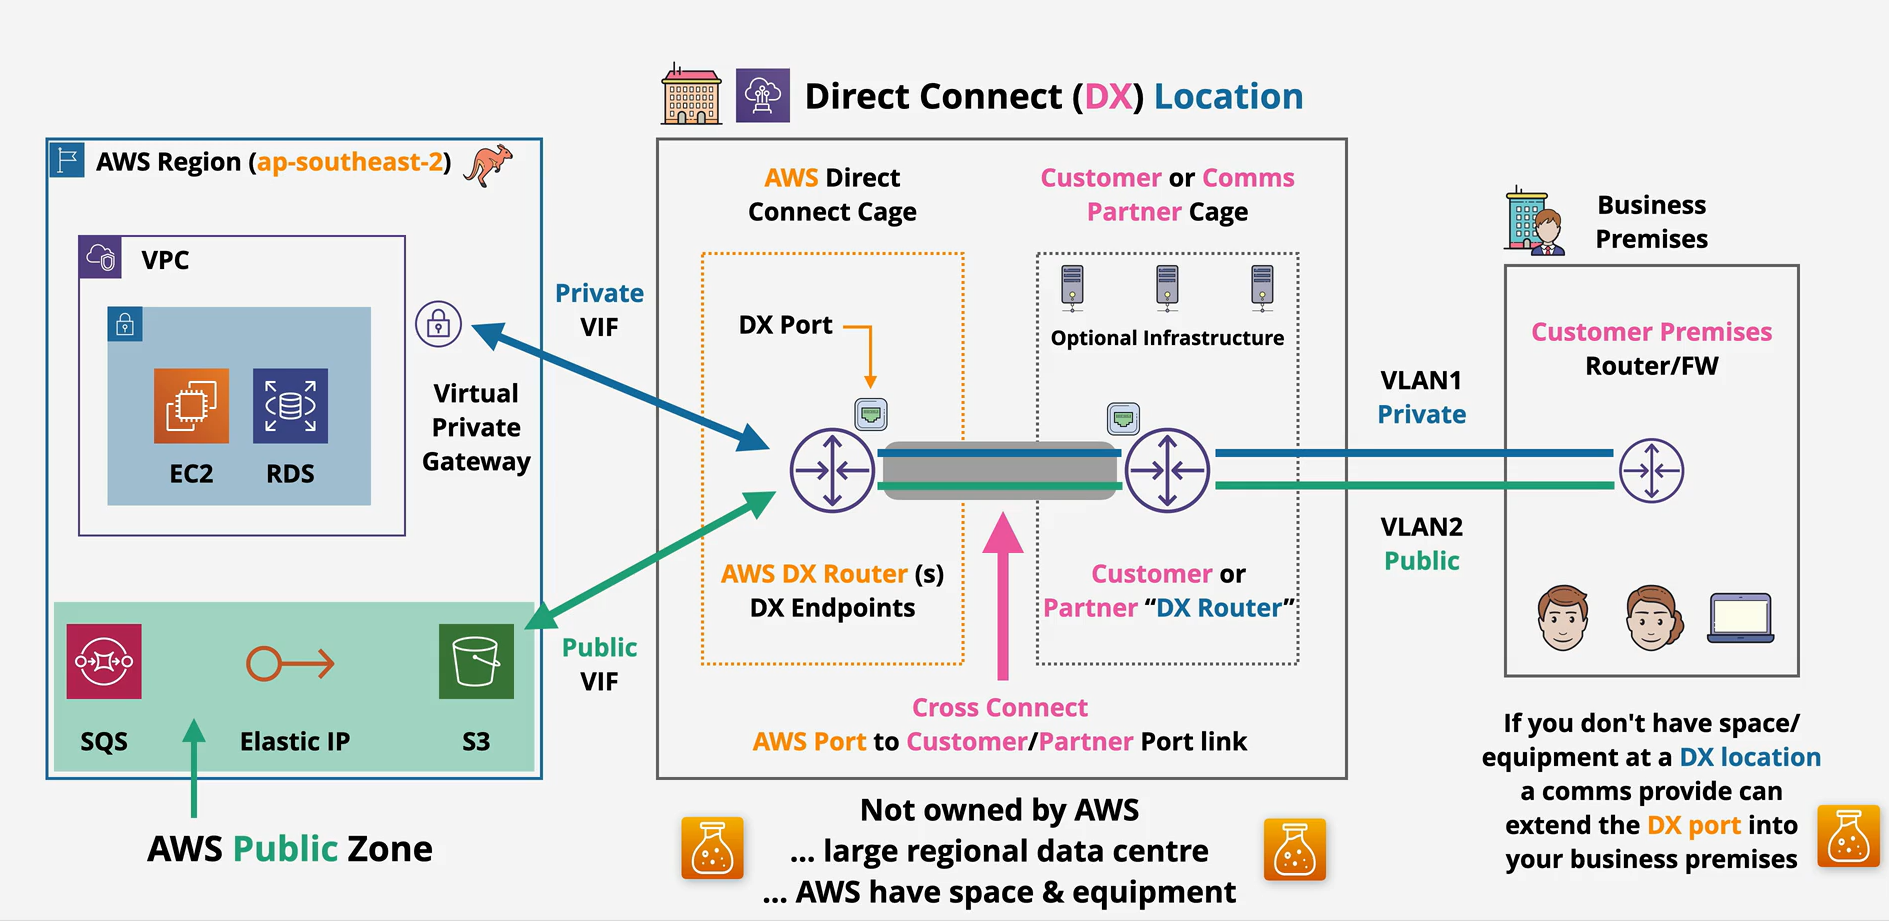 Direct Connect (DX) Location
AWS Region (ap-southeast-2)
VPC
EC2
RDS
Virtual
Private
Gateway
SQS
Elastic IP
S3
AWS Public Zone
Private
VIF
Public
VIF
AWS Direct
Connect Cage
DX Port
AWS DX Router (s)
DX Endpoints
Customer or Comms
Partner Cage
Optional Infrastructure
Customer or
Partner “DX Router”
Cross Connect
AWS Port to Customer/Partner Port link
Not owned by AWS
... large regional data centre
... AWS have space & equipment
VLAN1
Private
VLAN2
Public
Business
Premises
Customer Premises
Router/FW
If you don't have space/
equipment at a DX location
a comms provide can
extend the DX port into
your business premises